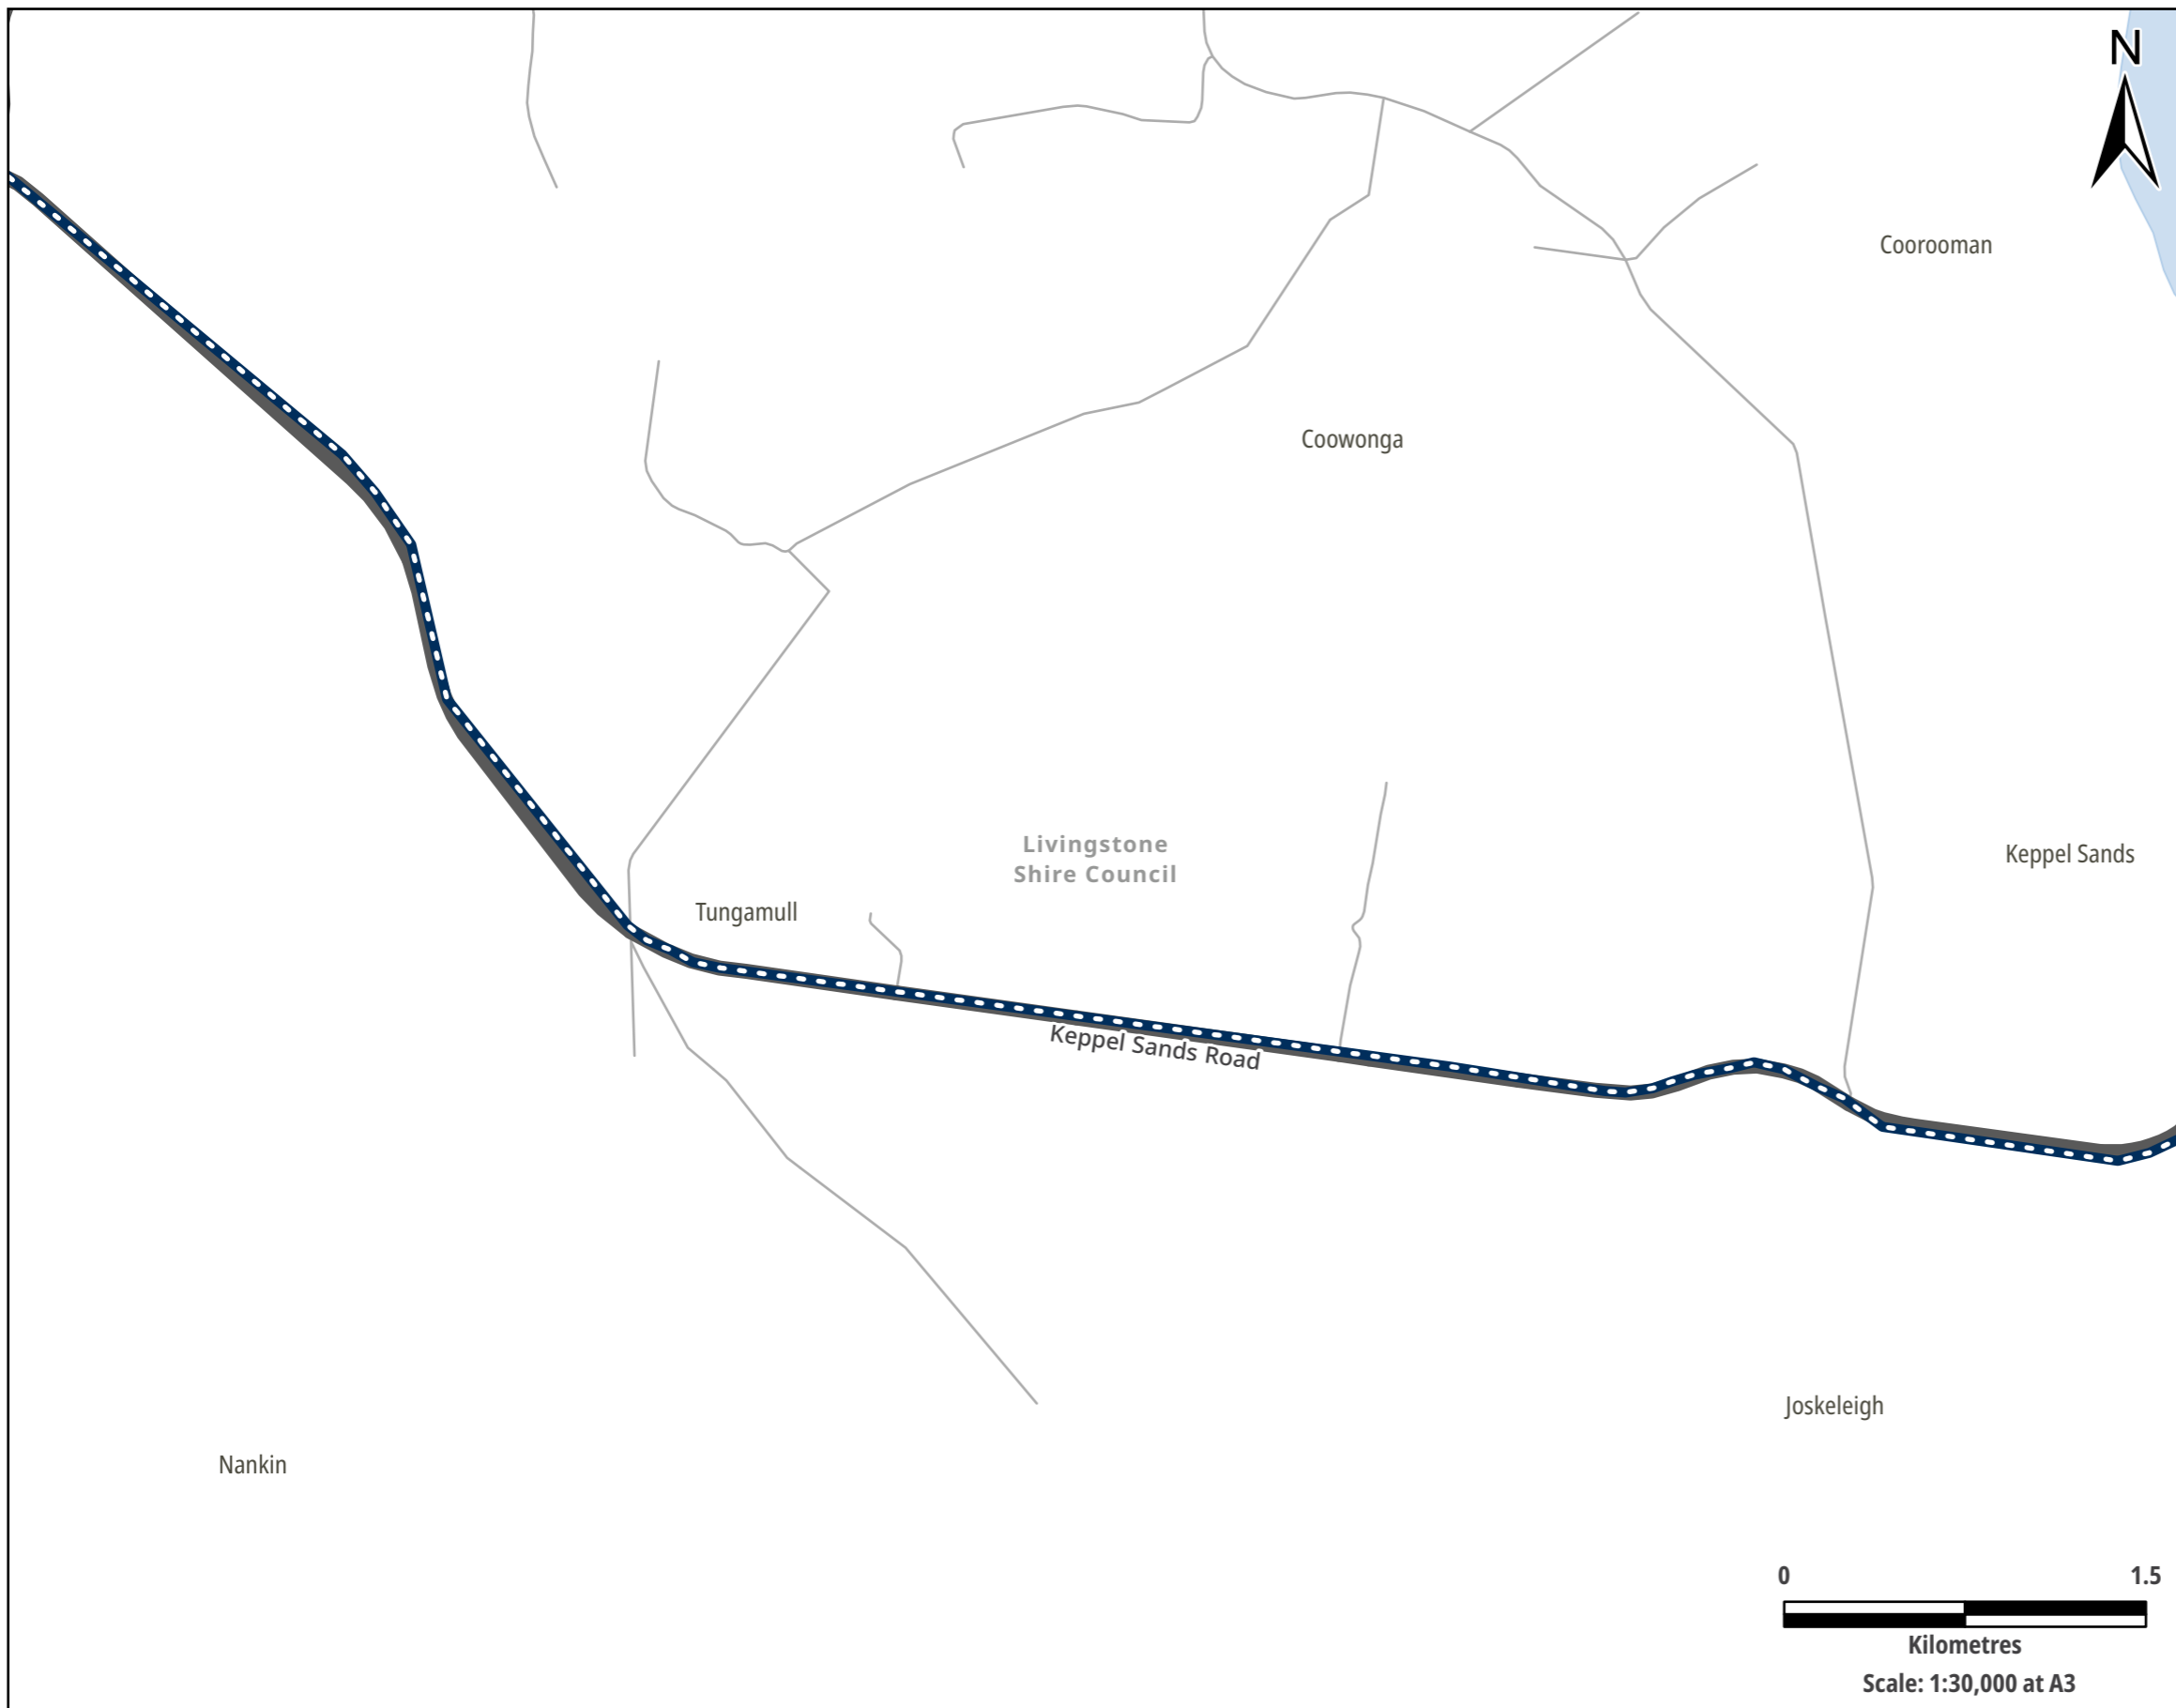 N
Coorooman
Coowonga
Livingstone
Shire Council
Keppel Sands
Tungamull
Keppel Sands Road
Joskeleigh
Nankin
0 1.5
Kilometres
Scale: 1:30,000 at A3